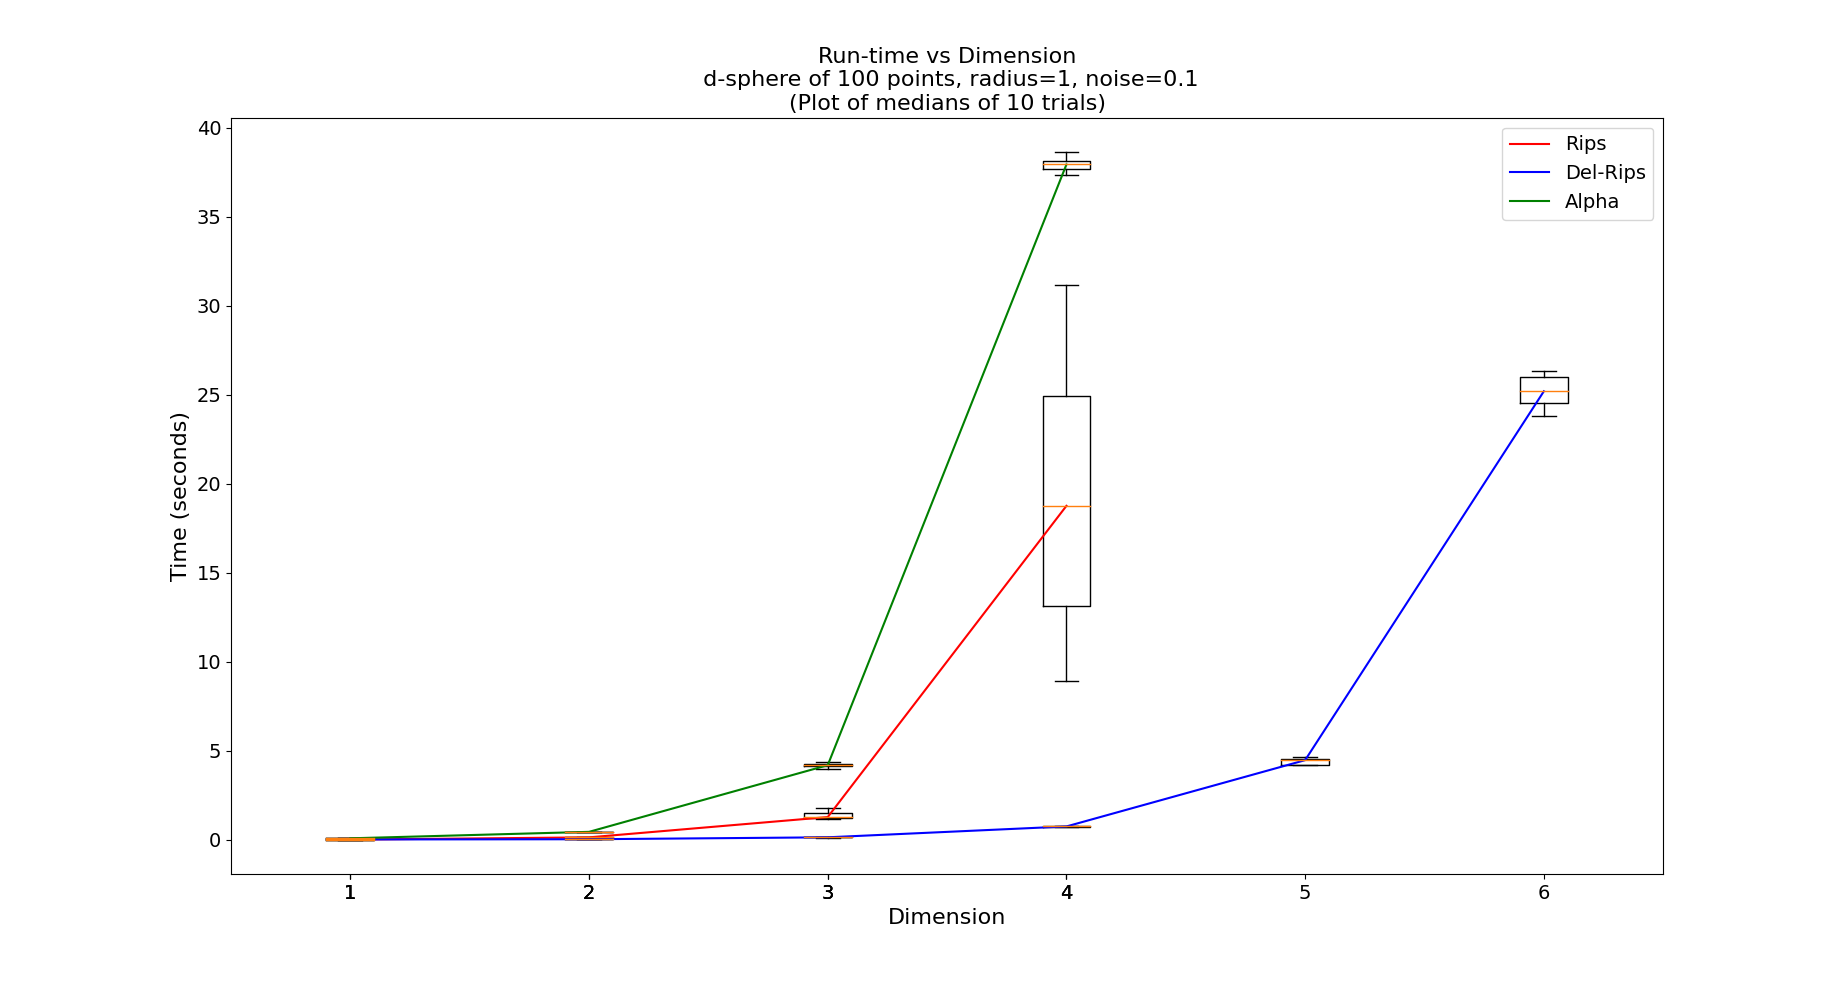 Run-time vs Dimension
d-sphere of 100 points, radius=1, noise=0.1
(Plot of medians of 10 trials)
Rips
Del-Rips
Alpha
Time (seconds)
40
35
30
25
20
15
10
5
0
1 2 3 4 5 6
Dimension